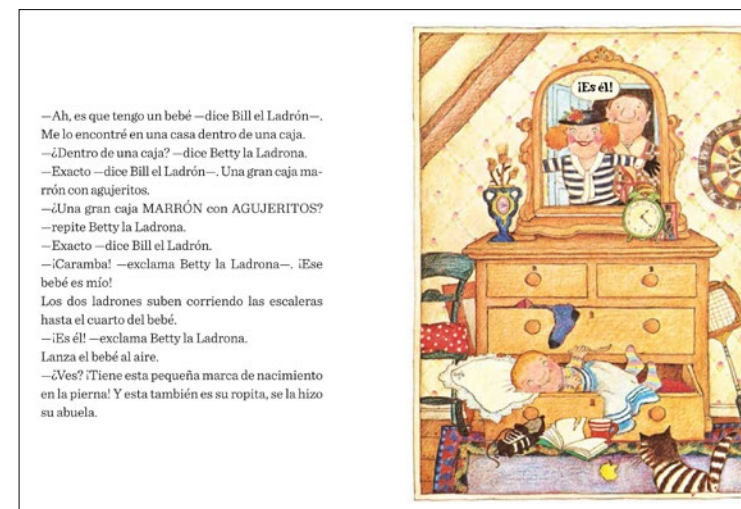 —Ah, es que tengo un bebé —dice Bill el Ladrón—.
Me lo encontré en una casa dentro de una caja.
—¿Dentro de una caja? —dice Betty la Ladrona.
—Exacto —dice Bill el Ladrón—. Una gran caja ma-
rrón con agujeritos.
—¿Una gran caja MARRÓN con AGUJERITOS?
—repite Betty la Ladrona.
—Exacto —dice Bill el Ladrón.
—¡Caramba! —exclama Betty la Ladrona—. ¡Ese
bebé es mío!
Los dos ladrones suben corriendo las escaleras
hasta el cuarto del bebé.
—¡Es él! —exclama Betty la Ladrona.
Lanza el bebé al aire.
—¿Ves? ¡Tiene esta pequeña marca de nacimiento
en la pierna! Y esta también es su ropita, se la hizo
su abuela.
¡Es él!